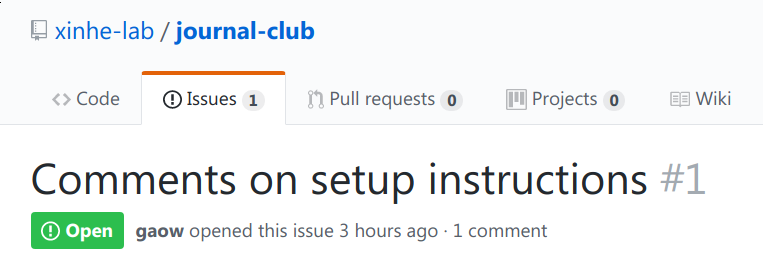 xinhe-lab / journal-club
Code Issues 1 Pull requests 0 Projects 0 Wiki
Comments on setup instructions #1
Open gaow opened this issue 3 hours ago · 1 comment